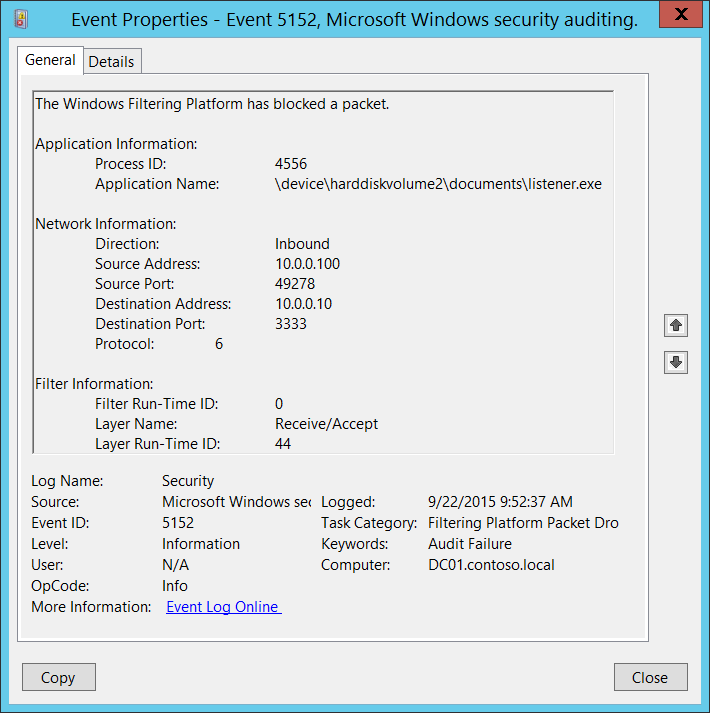 Event Properties - Event 5152, Microsoft Windows security auditing.
X
General Details
The Windows Filtering Platform has blocked a packet.
Application Information:
Process ID: 4556
Application Name: \device\harddiskvolume2\documents\listener.exe
Network Information:
Direction: Inbound
Source Address: 10.0.0.100
Source Port: 49278
Destination Address: 10.0.0.10
Destination Port: 3333
Protocol: 6
Filter Information:
Filter Run-Time ID: 0
Layer Name: Receive/Accept
Layer Run-Time ID: 44
Log Name: Security
Source: Microsoft Windows sec Logged: 9/22/2015 9:52:37 AM
Event ID: 5152 Task Category: Filtering Platform Packet Dro
Level: Information Keywords: Audit Failure
User: N/A Computer: DC01.contoso.local
OpCode: Info
More Information: Event Log Online
Copy Close